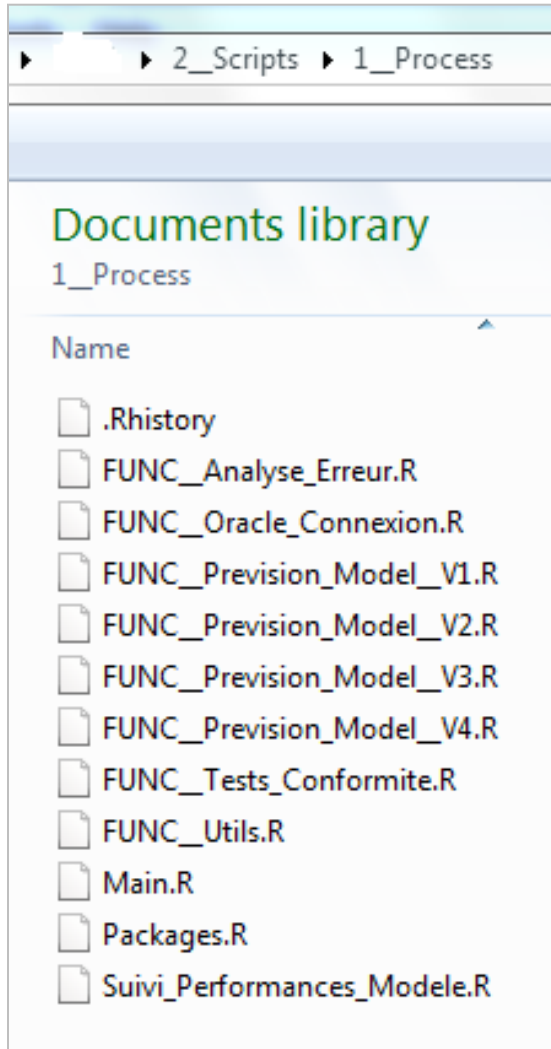 2__Scripts 1__Process
Documents library
1__Process
Name
.Rhistory
FUNC__Analyse_Erreur.R
FUNC__Oracle_Connexion.R
FUNC__Prevision_Model__V1.R
FUNC__Prevision_Model__V2.R
FUNC__Prevision_Model__V3.R
FUNC__Prevision_Model__V4.R
FUNC__Tests_Conformite.R
FUNC__Utils.R
Main.R
Packages.R
Suivi_Performances_Modele.R